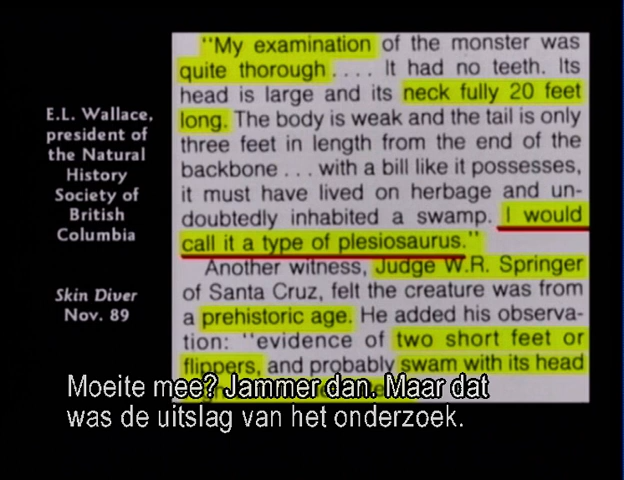 E.L. Wallace,
president of
the Natural
History
Society of
British
Columbia
Skin Diver
Nov. 89
"My examination of the monster was
quite thorough . . . . It had no teeth. Its
head is large and its neck fully 20 feet
long. The body is weak and the tail is only
three feet in length from the end of the
backbone . . . with a bill like it possesses,
it must have lived on herbage and un-
doubtedly inhabited a swamp. I would
call it a type of plesiosaurus."
Another witness, Judge W.R. Springer
of Santa Cruz, felt the creature was from
a prehistoric age. He added his observa-
tion: "evidence of two short feet or
flippers, and probably swam with its head
Moeite mee? Jammer dan. Maar dat
was de uitslag van het onderzoek.